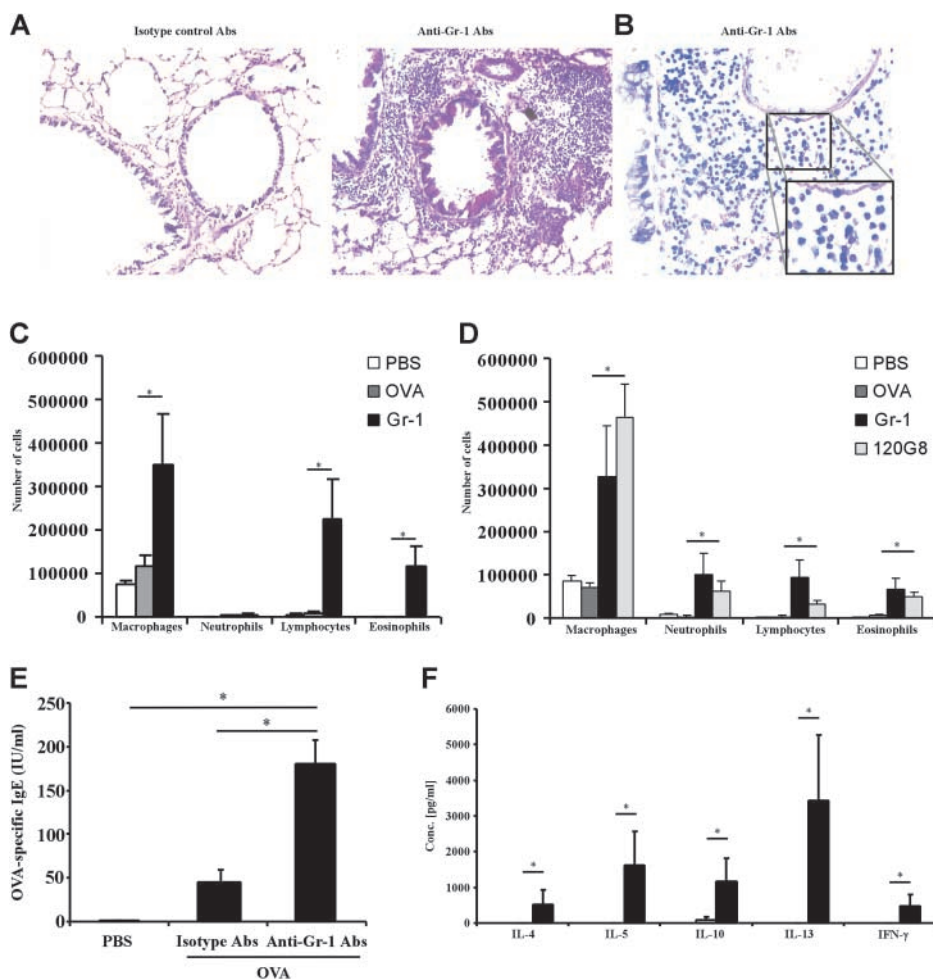 A
Isotype control Abs
Anti-Gr-1 Abs
B
Anti-Gr-1 Abs
C
600000
500000
400000
300000
200000
100000
0
Number of cells
*
*
*
PBS
OVA
Gr-1
Macrophages Neutrophils Lymphocytes Eosinophils
D
600000
500000
400000
300000
200000
100000
0
Number of cells
*
*
*
*
PBS
OVA
Gr-1
120G8
Macrophages Neutrophils Lymphocytes Eosinophils
E
250
200
150
100
50
0
OVA-specific IgE (IU/ml)
*
*
PBS Isotype Abs Anti-Gr-1 Abs
OVA
F
6000
5000
4000
3000
2000
1000
0
Conc. [pg/ml]
*
*
*
*
*
IL-4 IL-5 IL-10 IL-13 IFN-γ